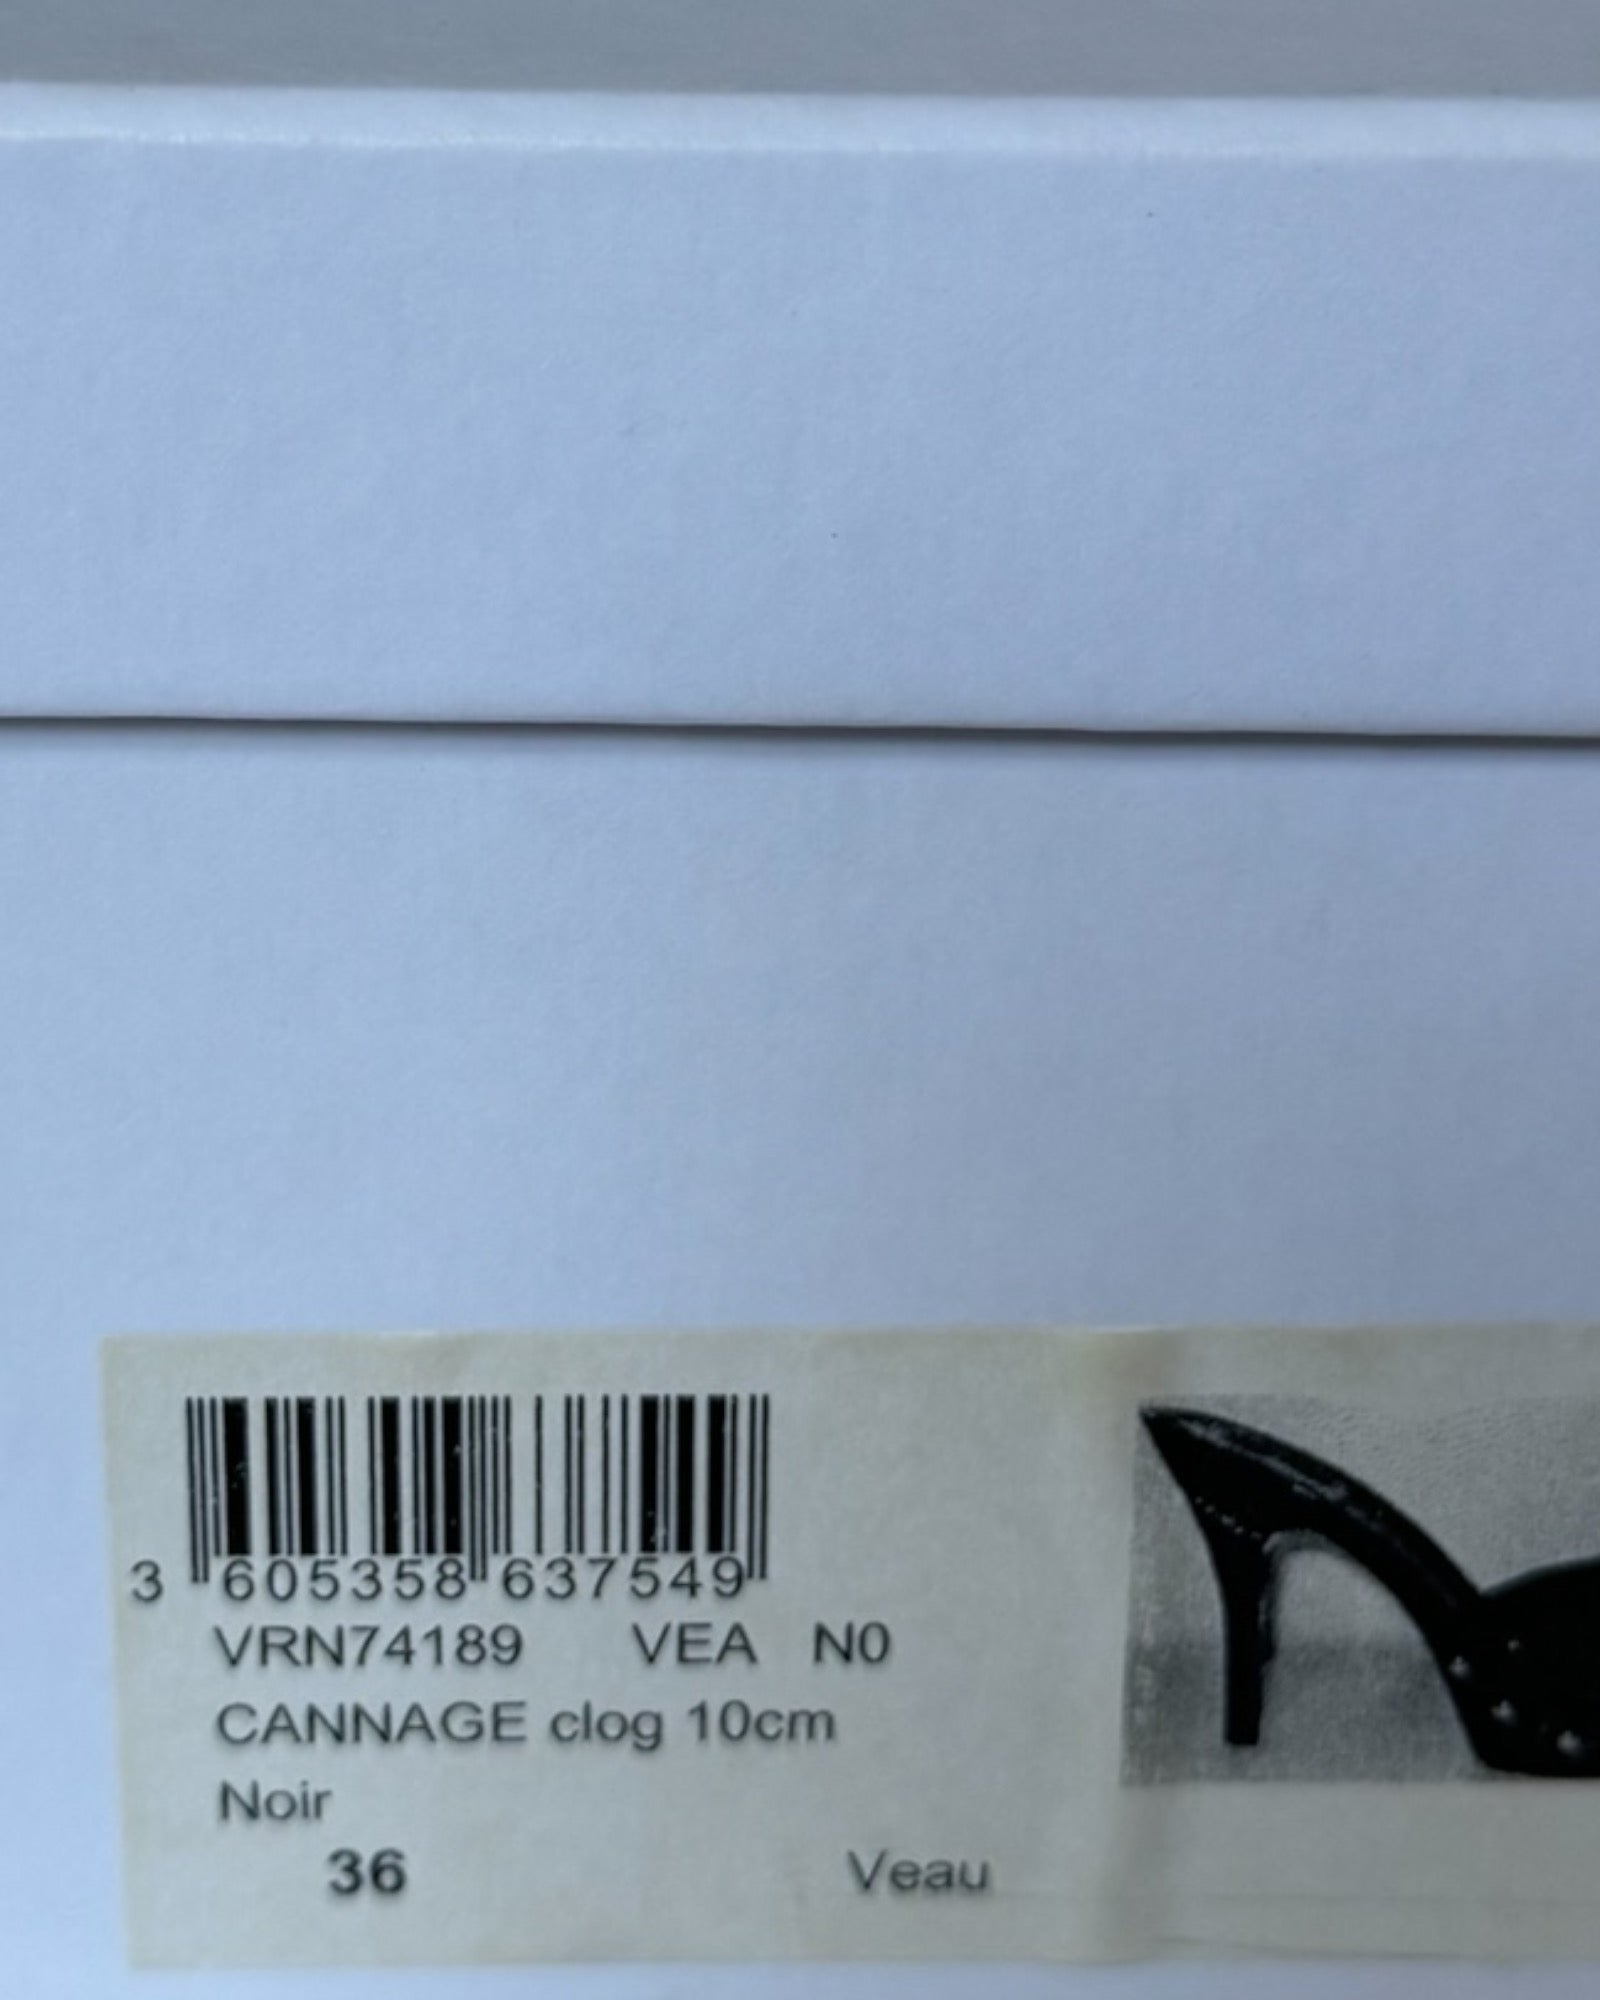 3 605358 637549
VRN74189 VEA N0
CANNAGE clog 10cm
Noir
36 Veau